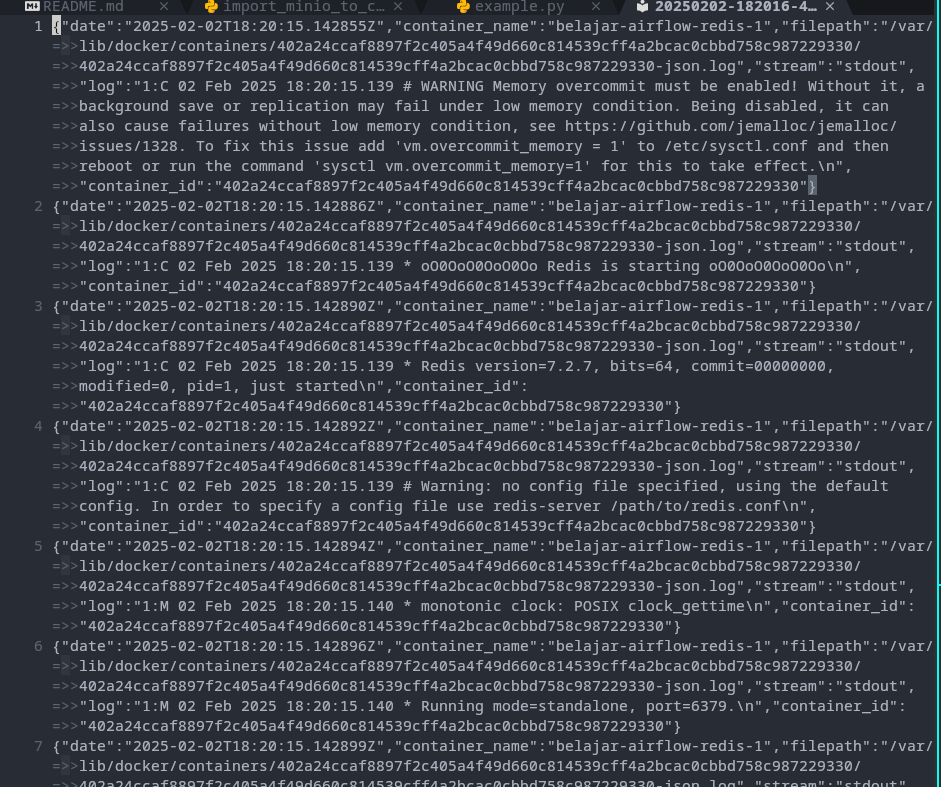 README.md × import_minio_to_c... × example.py × 20250202-182016-4... ×
1 {"date":"2025-02-02T18:20:15.142855Z","container_name":"belajar-airflow-redis-1","filepath":"/var/
=>>lib/docker/containers/402a24ccaf8897f2c405a4f49d660c814539cff4a2bcac0cbbd758c987229330/
=>>402a24ccaf8897f2c405a4f49d660c814539cff4a2bcac0cbbd758c987229330-json.log","stream":"stdout",
=>>"log":"1:C 02 Feb 2025 18:20:15.139 # WARNING Memory overcommit must be enabled! Without it, a
=>>background save or replication may fail under low memory condition. Being disabled, it can
=>>also cause failures without low memory condition, see https://github.com/jemalloc/jemalloc/
=>>issues/1328. To fix this issue add 'vm.overcommit_memory = 1' to /etc/sysctl.conf and then
=>>reboot or run the command 'sysctl vm.overcommit_memory=1' for this to take effect.\n",
=>>"container_id":"402a24ccaf8897f2c405a4f49d660c814539cff4a2bcac0cbbd758c987229330"}
2 {"date":"2025-02-02T18:20:15.142886Z","container_name":"belajar-airflow-redis-1","filepath":"/var/
=>>lib/docker/containers/402a24ccaf8897f2c405a4f49d660c814539cff4a2bcac0cbbd758c987229330/
=>>402a24ccaf8897f2c405a4f49d660c814539cff4a2bcac0cbbd758c987229330-json.log","stream":"stdout",
=>>"log":"1:C 02 Feb 2025 18:20:15.139 * oO0OoO0OoO0Oo Redis is starting oO0OoO0OoO0Oo\n",
=>>"container_id":"402a24ccaf8897f2c405a4f49d660c814539cff4a2bcac0cbbd758c987229330"}
3 {"date":"2025-02-02T18:20:15.142890Z","container_name":"belajar-airflow-redis-1","filepath":"/var/
=>>lib/docker/containers/402a24ccaf8897f2c405a4f49d660c814539cff4a2bcac0cbbd758c987229330/
=>>402a24ccaf8897f2c405a4f49d660c814539cff4a2bcac0cbbd758c987229330-json.log","stream":"stdout",
=>>"log":"1:C 02 Feb 2025 18:20:15.139 * Redis version=7.2.7, bits=64, commit=00000000,
=>>modified=0, pid=1, just started\n","container_id":
=>>"402a24ccaf8897f2c405a4f49d660c814539cff4a2bcac0cbbd758c987229330"}
4 {"date":"2025-02-02T18:20:15.142892Z","container_name":"belajar-airflow-redis-1","filepath":"/var/
=>>lib/docker/containers/402a24ccaf8897f2c405a4f49d660c814539cff4a2bcac0cbbd758c987229330/
=>>402a24ccaf8897f2c405a4f49d660c814539cff4a2bcac0cbbd758c987229330-json.log","stream":"stdout",
=>>"log":"1:C 02 Feb 2025 18:20:15.139 # Warning: no config file specified, using the default
=>>config. In order to specify a config file use redis-server /path/to/redis.conf\n",
=>>"container_id":"402a24ccaf8897f2c405a4f49d660c814539cff4a2bcac0cbbd758c987229330"}
5 {"date":"2025-02-02T18:20:15.142894Z","container_name":"belajar-airflow-redis-1","filepath":"/var/
=>>lib/docker/containers/402a24ccaf8897f2c405a4f49d660c814539cff4a2bcac0cbbd758c987229330/
=>>402a24ccaf8897f2c405a4f49d660c814539cff4a2bcac0cbbd758c987229330-json.log","stream":"stdout",
=>>"log":"1:M 02 Feb 2025 18:20:15.140 * monotonic clock: POSIX clock_gettime\n","container_id":
=>>"402a24ccaf8897f2c405a4f49d660c814539cff4a2bcac0cbbd758c987229330"}
6 {"date":"2025-02-02T18:20:15.142896Z","container_name":"belajar-airflow-redis-1","filepath":"/var/
=>>lib/docker/containers/402a24ccaf8897f2c405a4f49d660c814539cff4a2bcac0cbbd758c987229330/
=>>402a24ccaf8897f2c405a4f49d660c814539cff4a2bcac0cbbd758c987229330-json.log","stream":"stdout",
=>>"log":"1:M 02 Feb 2025 18:20:15.140 * Running mode=standalone, port=6379.\n","container_id":
=>>"402a24ccaf8897f2c405a4f49d660c814539cff4a2bcac0cbbd758c987229330"}
7 {"date":"2025-02-02T18:20:15.142899Z","container_name":"belajar-airflow-redis-1","filepath":"/var/
=>>lib/docker/containers/402a24ccaf8897f2c405a4f49d660c814539cff4a2bcac0cbbd758c987229330/
=>>402a24ccaf8897f2c405a4f49d660c814539cff4a2bcac0cbbd758c987229330-json.log","stream":"stdout",